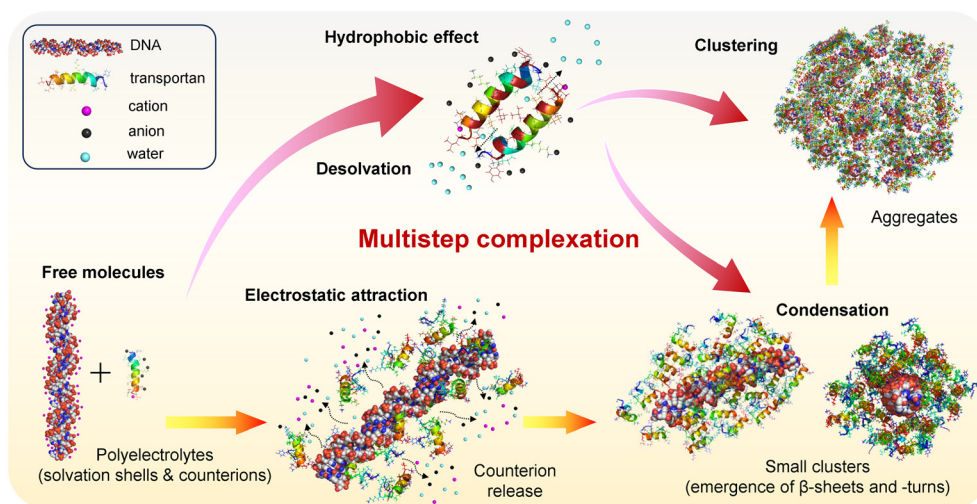 DNA
transportan
cation
anion
water
Hydrophobic effect
Desolvation
Clustering
Aggregates
Multistep complexation
Free molecules
+
Polyelectrolytes
(solvation shells & counterions)
Electrostatic attraction
Counterion
release
Condensation
Small clusters
(emergence of β-sheets and -turns)